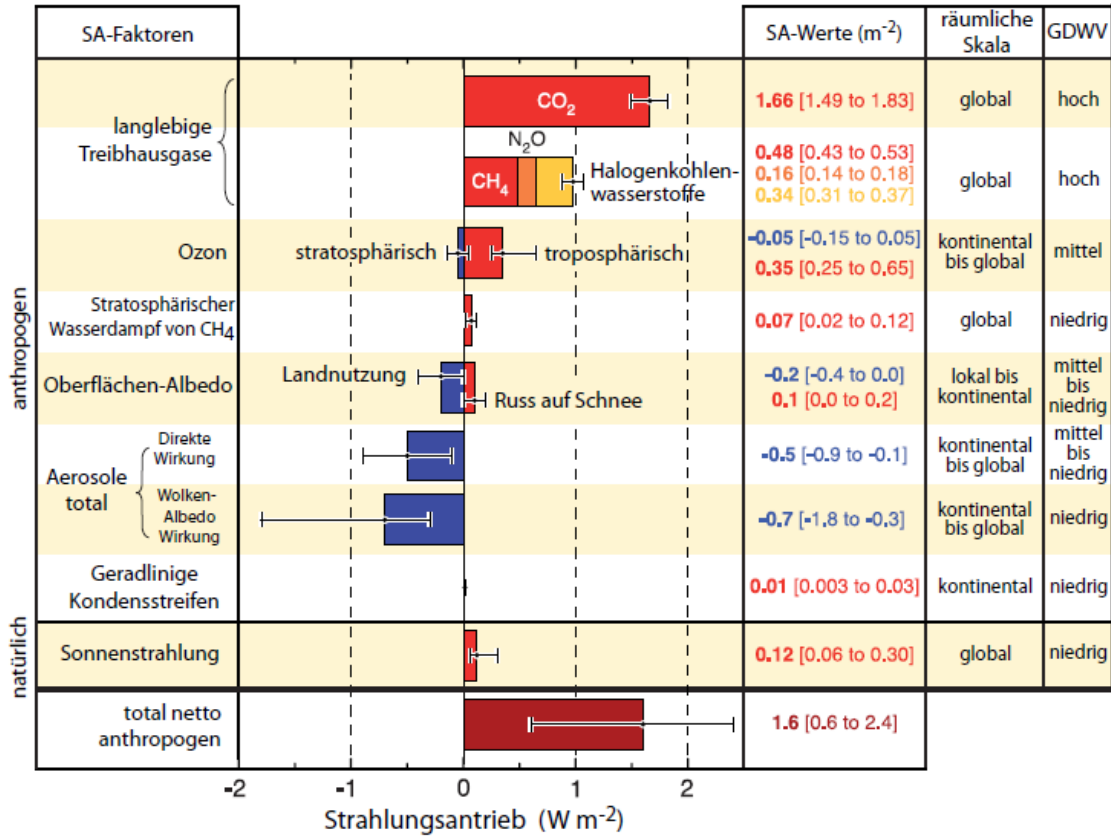 SA-Faktoren
SA-Werte (m⁻²)
räumliche
Skala
GDWV
anthropogen
langlebige
Treibhausgase
CO₂
1.66 [1.49 to 1.83]
global
hoch
N₂O
CH₄
Halogenkohlen-
wasserstoffe
0.48 [0.43 to 0.53]
0.16 [0.14 to 0.18]
0.34 [0.31 to 0.37]
global
hoch
Ozon
stratosphärisch
troposphärisch
-0.05 [-0.15 to 0.05]
0.35 [0.25 to 0.65]
kontinental
bis global
mittel
Stratosphärischer
Wasserdampf von CH₄
0.07 [0.02 to 0.12]
global
niedrig
Oberflächen-Albedo
Landnutzung
Russ auf Schnee
-0.2 [-0.4 to 0.0]
0.1 [0.0 to 0.2]
lokal bis
kontinental
mittel
bis
niedrig
Aerosole
total
Direkte
Wirkung
-0.5 [-0.9 to -0.1]
kontinental
bis global
mittel
bis
niedrig
Wolken-
Albedo
Wirkung
-0.7 [-1.8 to -0.3]
kontinental
bis global
niedrig
Geradlinige
Kondensstreifen
0.01 [0.003 to 0.03]
kontinental
niedrig
natürlich
Sonnenstrahlung
0.12 [0.06 to 0.30]
global
niedrig
total netto
anthropogen
1.6 [0.6 to 2.4]
-2 -1 0 1 2
Strahlungsantrieb (W m⁻²)